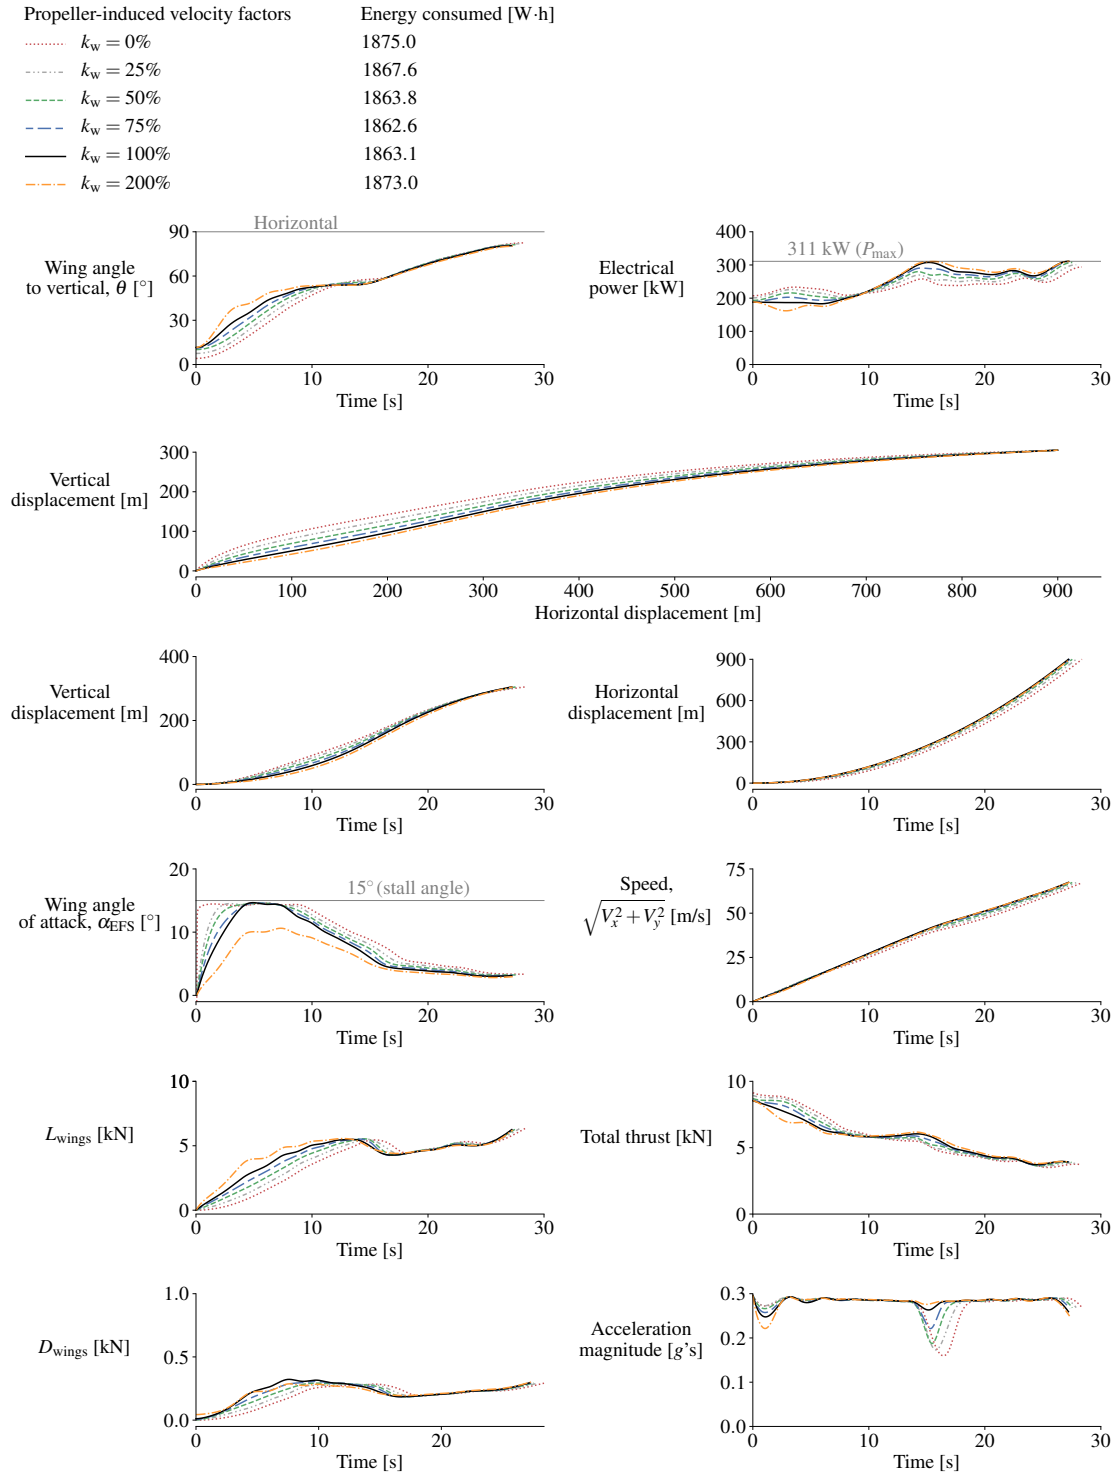 Propeller-induced velocity factors Energy consumed [W·h]
k_w = 0% 1875.0
k_w = 25% 1867.6
k_w = 50% 1863.8
k_w = 75% 1862.6
k_w = 100% 1863.1
k_w = 200% 1873.0
Horizontal
Wing angle
to vertical, θ [°]
90
60
30
0
0 10 20 30
Time [s]
311 kW (P_max)
Electrical
power [kW]
400
300
200
100
0
0 10 20 30
Time [s]
Vertical
displacement [m]
300
200
100
0
0 100 200 300 400 500 600 700 800 900
Horizontal displacement [m]
Vertical
displacement [m]
400
200
0
0 10 20 30
Time [s]
Horizontal
displacement [m]
900
600
300
0
0 10 20 30
Time [s]
15° (stall angle)
Wing angle
of attack, α_EFS [°]
20
10
0
0 10 20 30
Time [s]
Speed,
√(V_x^2 + V_y^2) [m/s]
75
50
25
0
0 10 20 30
Time [s]
L_wings [kN]
10
5
0
0 10 20 30
Time [s]
Total thrust [kN]
10
5
0
0 10 20 30
Time [s]
D_wings [kN]
1.0
0.5
0.0
0 10 20 30
Time [s]
Acceleration
magnitude [g's]
0.3
0.2
0.1
0.0
0 10 20 30
Time [s]